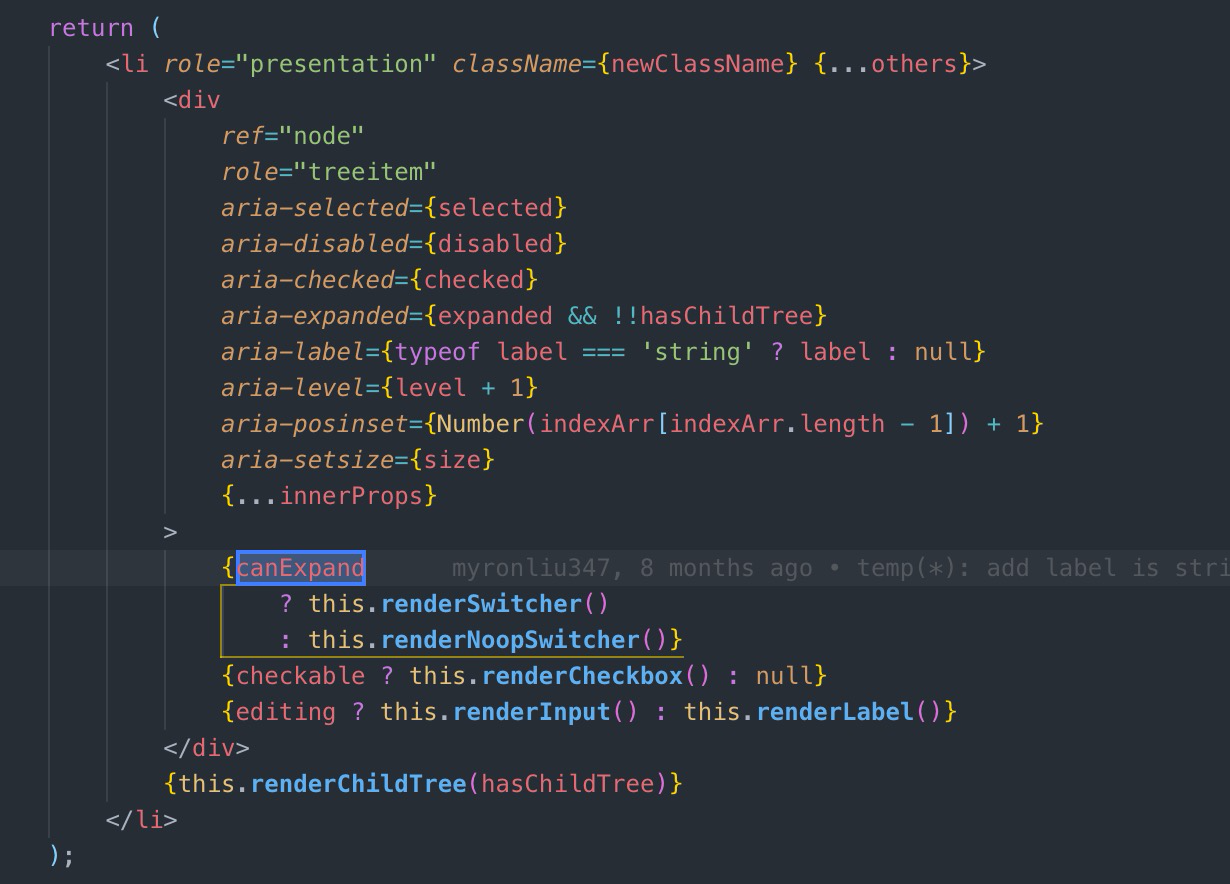 return (
<li role="presentation" className={newClassName} {...others}>
<div
ref="node"
role="treeitem"
aria-selected={selected}
aria-disabled={disabled}
aria-checked={checked}
aria-expanded={expanded && !!hasChildTree}
aria-label={typeof label === 'string' ? label : null}
aria-level={level + 1}
aria-posinset={Number(indexArr[indexArr.length - 1]) + 1}
aria-setsize={size}
{...innerProps}
>
{canExpand myronliu347, 8 months ago • temp(*): add label is stri
? this.renderSwitcher()
: this.renderNoopSwitcher()}
{checkable ? this.renderCheckbox() : null}
{editing ? this.renderInput() : this.renderLabel()}
</div>
{this.renderChildTree(hasChildTree)}
</li>
);